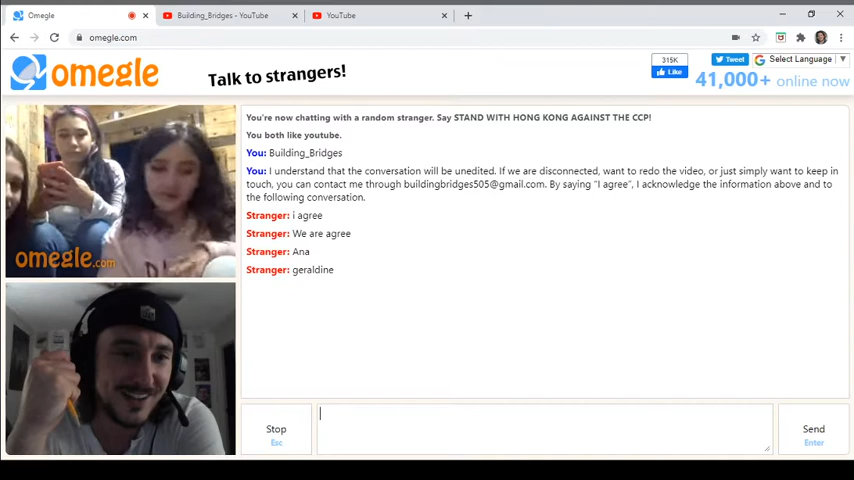 Omegle
Building_Bridges - YouTube
YouTube
omegle.com
omegle
Talk to strangers!
315K
Like
Tweet
Select Language
41,000+ online now
You're now chatting with a random stranger. Say STAND WITH HONG KONG AGAINST THE CCP!
You both like youtube.
You: Building_Bridges
You: I understand that the conversation will be unedited. If we are disconnected, want to redo the video, or just simply want to keep in
touch, you can contact me through buildingbridges505@gmail.com. By saying "I agree", I acknowledge the information above and to
the following conversation.
Stranger: i agree
Stranger: We are agree
Stranger: Ana
Stranger: geraldine
omegle.com
Stop
Esc
Send
Enter